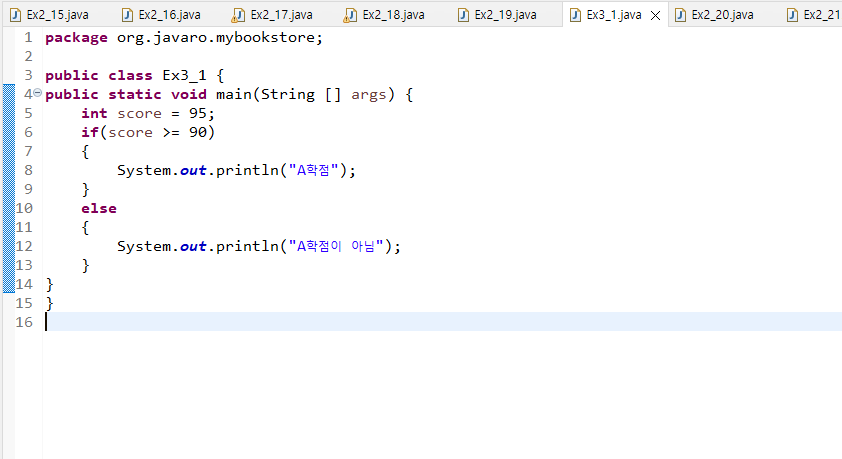 Ex2_15.java Ex2_16.java Ex2_17.java Ex2_18.java Ex2_19.java Ex3_1.java Ex2_20.java Ex2_21
1 package org.javaro.mybookstore;
2
3 public class Ex3_1 {
4 public static void main(String [] args) {
5 int score = 95;
6 if(score >= 90)
7 {
8 System.out.println("A학점");
9 }
10 else
11 {
12 System.out.println("A학점이 아님");
13 }
14 }
15 }
16